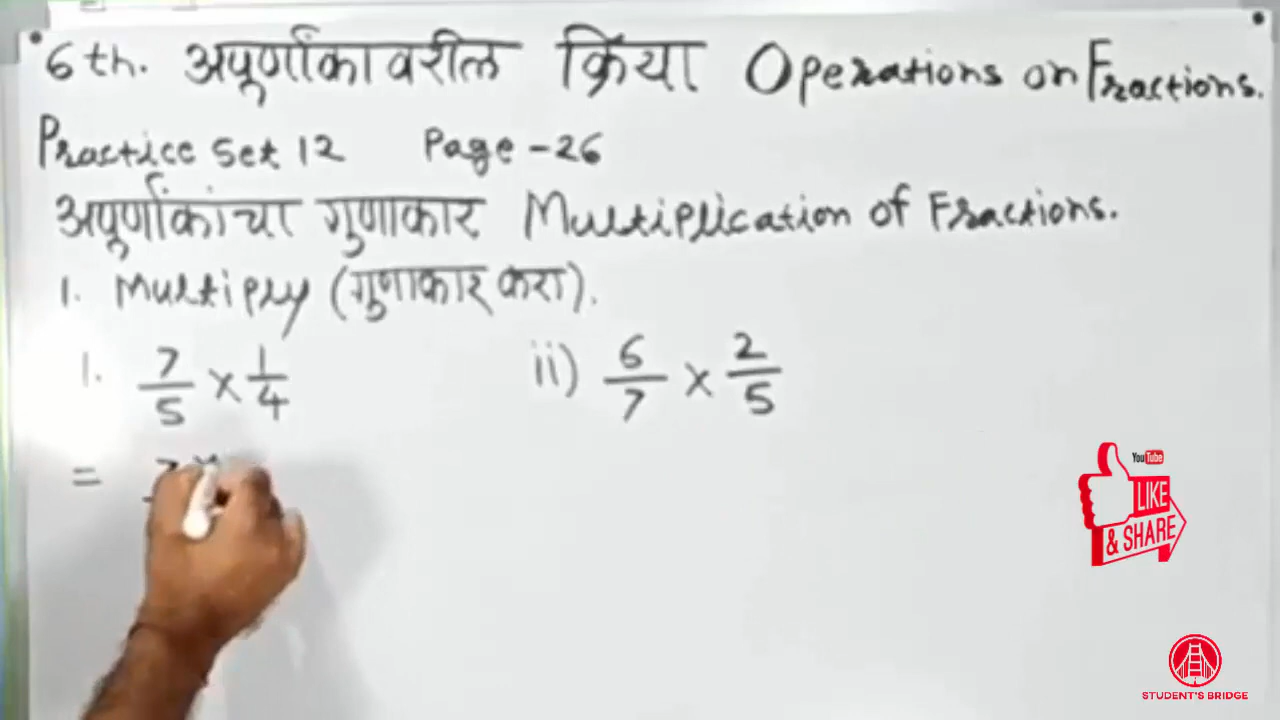 6th. अपूर्णांकावरील क्रिया Operations on Fractions.
Practice Set 12 Page -26
अपूर्णांकांचा गुणाकार Multiplication of Fractions.
1. Multiply (गुणाकार करा).
1. 7/5 × 1/4 ii) 6/7 × 2/5
= 7 ×
YouTube
LIKE
& SHARE
STUDENT'S BRIDGE